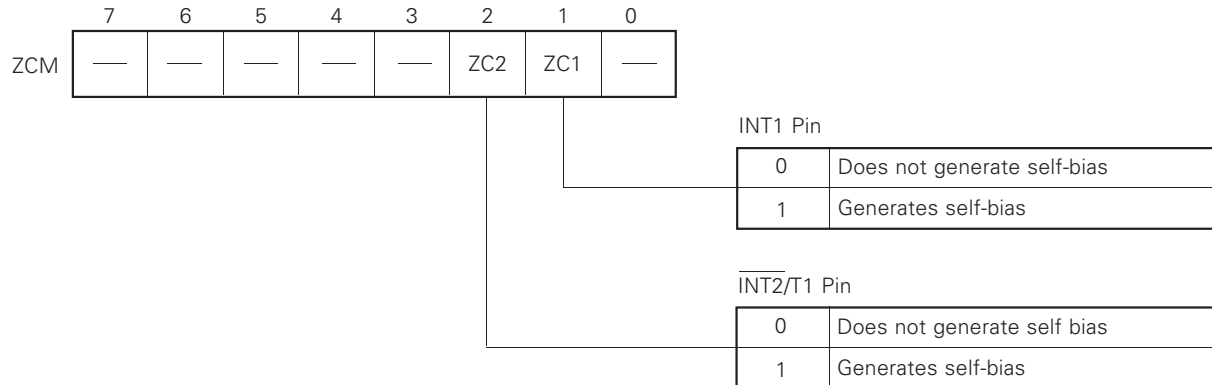 7 6 5 4 3 2 1 0
ZCM — — — — — ZC2 ZC1 —
INT1 Pin
0 Does not generate self-bias
1 Generates self-bias
INT2/T1 Pin
0 Does not generate self bias
1 Generates self-bias